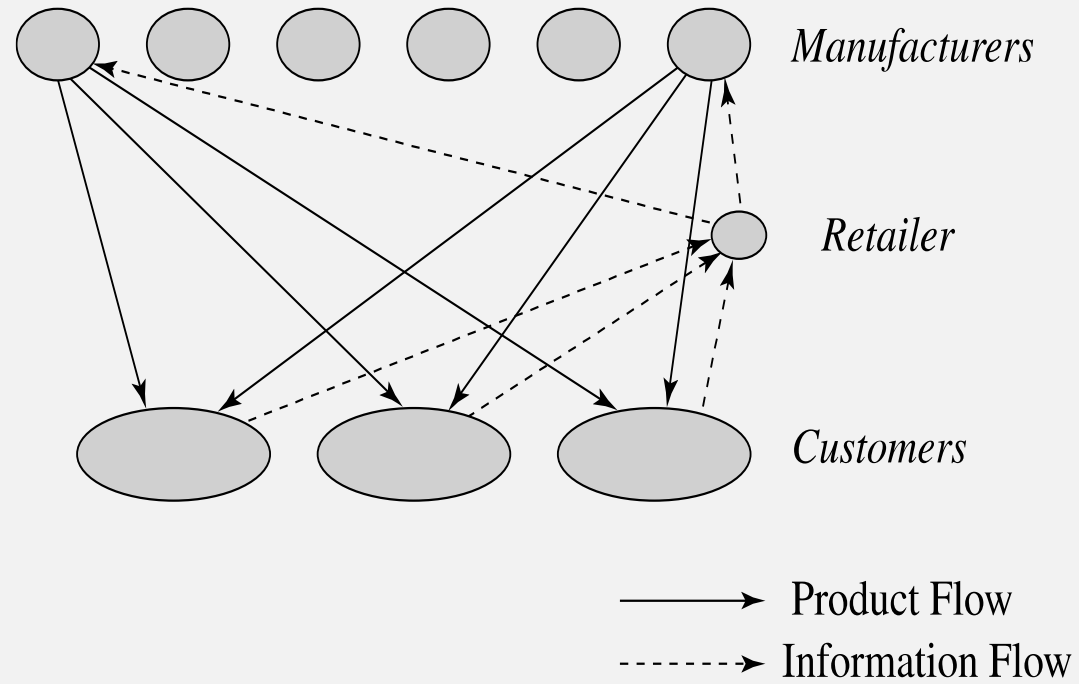 Manufacturers
Retailer
Customers
Product Flow
Information Flow